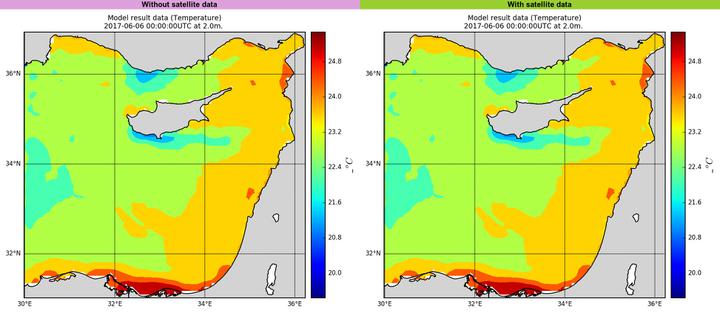 Without satellite data
Model result data (Temperature)
2017-06-06 00:00:00UTC at 2.0m.
36°N
34°N
32°N
30°E
32°E
34°E
36°E
24.8
24.0
23.2
22.4
21.6
20.8
20.0
- °C
With satellite data
Model result data (Temperature)
2017-06-06 00:00:00UTC at 2.0m.
36°N
34°N
32°N
30°E
32°E
34°E
36°E
24.8
24.0
23.2
22.4
21.6
20.8
20.0
- °C